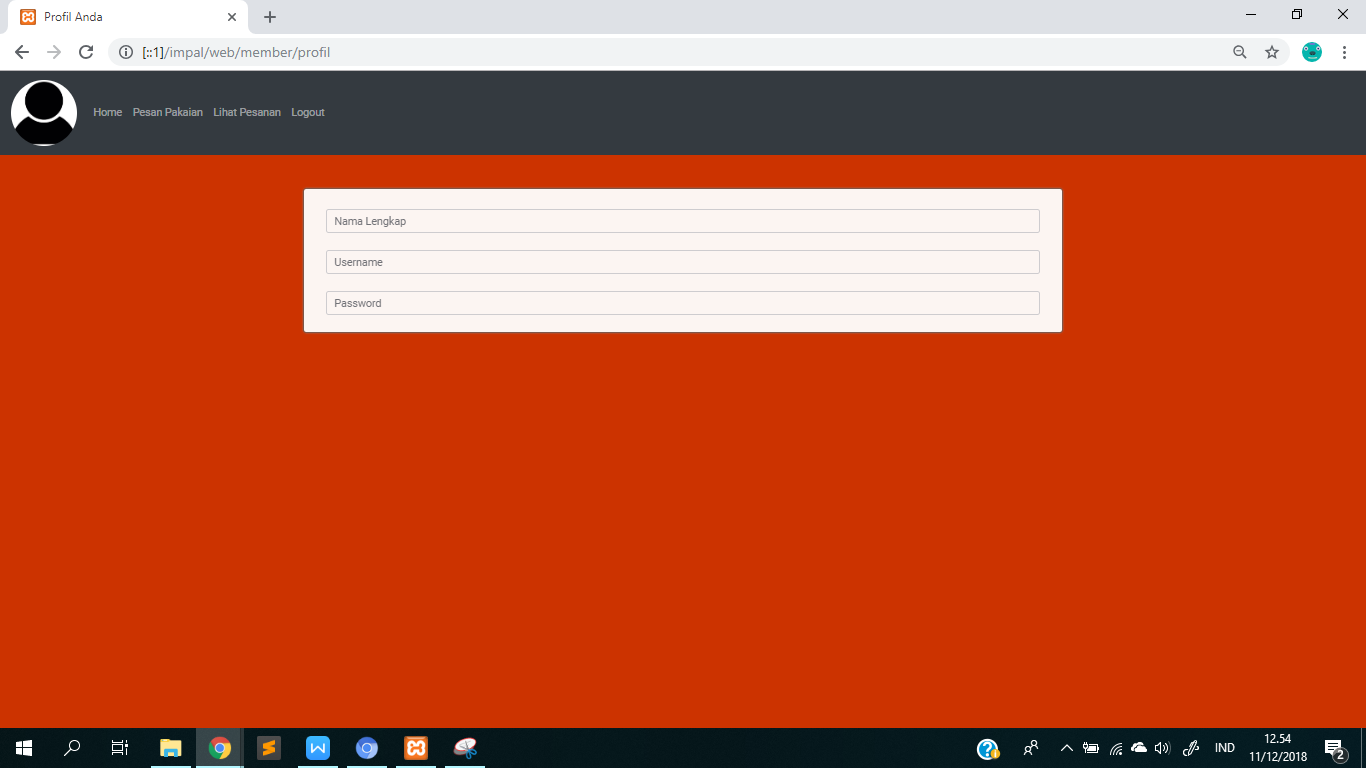 Profil Anda
[::1]/impal/web/member/profil
Home Pesan Pakaian Lihat Pesanan Logout
Nama Lengkap
Username
Password
IND
12.54
11/12/2018
2